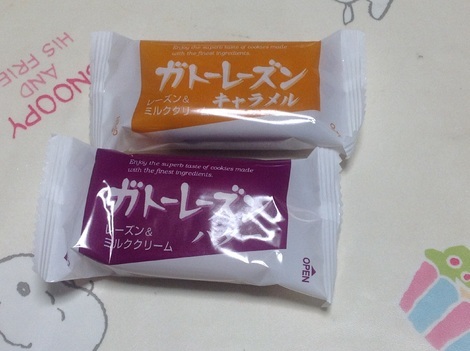 SNOOPY
AND
HIS FRIE
Enjoy the superb taste of cookies made
with the finest ingredients.
ガトーレーズン
キャラメル
レーズン&
ミルククリー
Enjoy the superb taste of cookies made
with the finest ingredients.
ガトーレーズン
レーズン&
ミルククリーム
OPEN